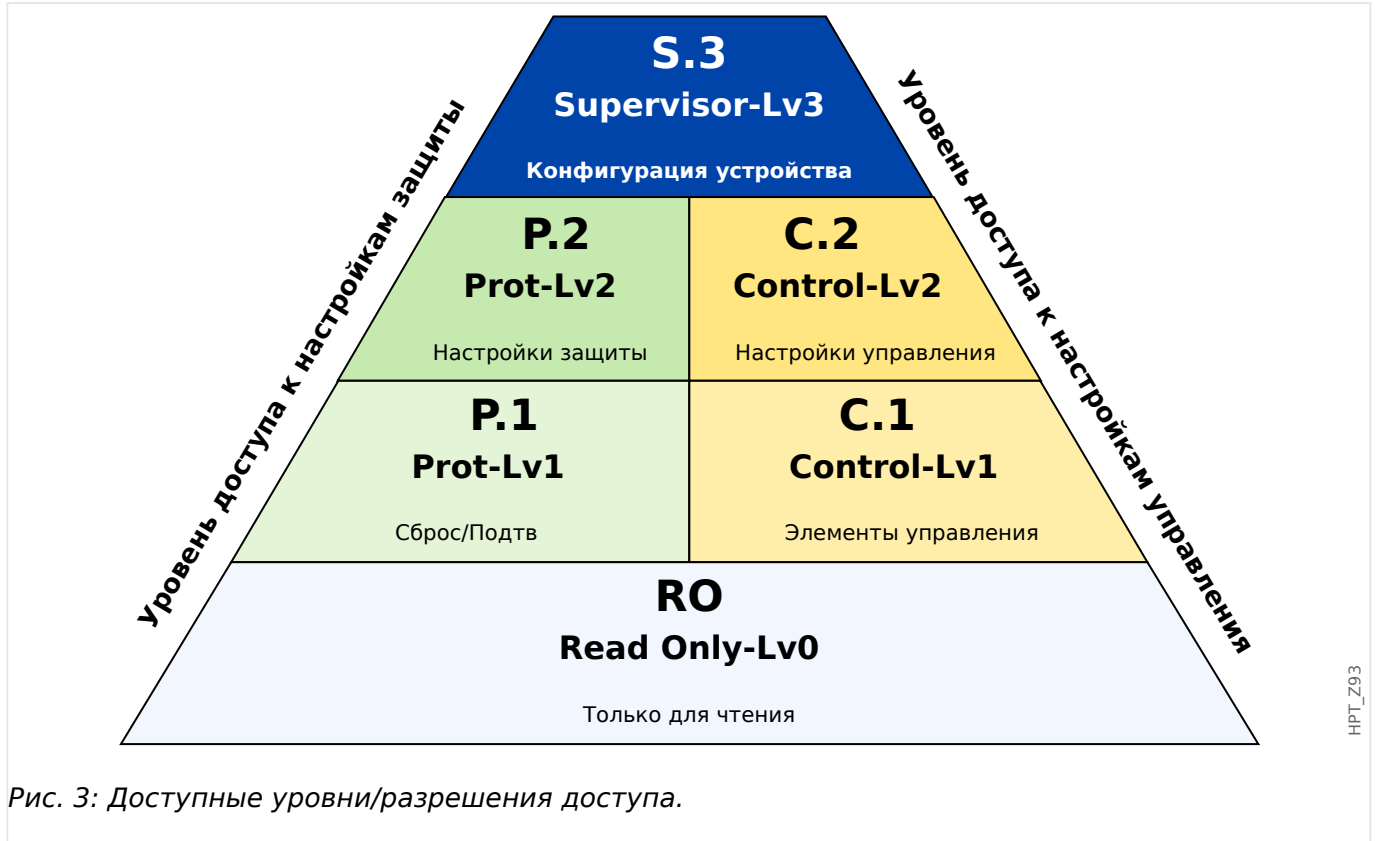 S.3
Supervisor-Lv3
Конфигурация устройства
Уровень доступа к настройкам защиты
Уровень доступа к настройкам управления
P.2
Prot-Lv2
Настройки защиты
C.2
Control-Lv2
Настройки управления
P.1
Prot-Lv1
Сброс/Подтв
C.1
Control-Lv1
Элементы управления
RO
Read Only-Lv0
Только для чтения
HPT_Z93
Рис. 3: Доступные уровни/разрешения доступа.